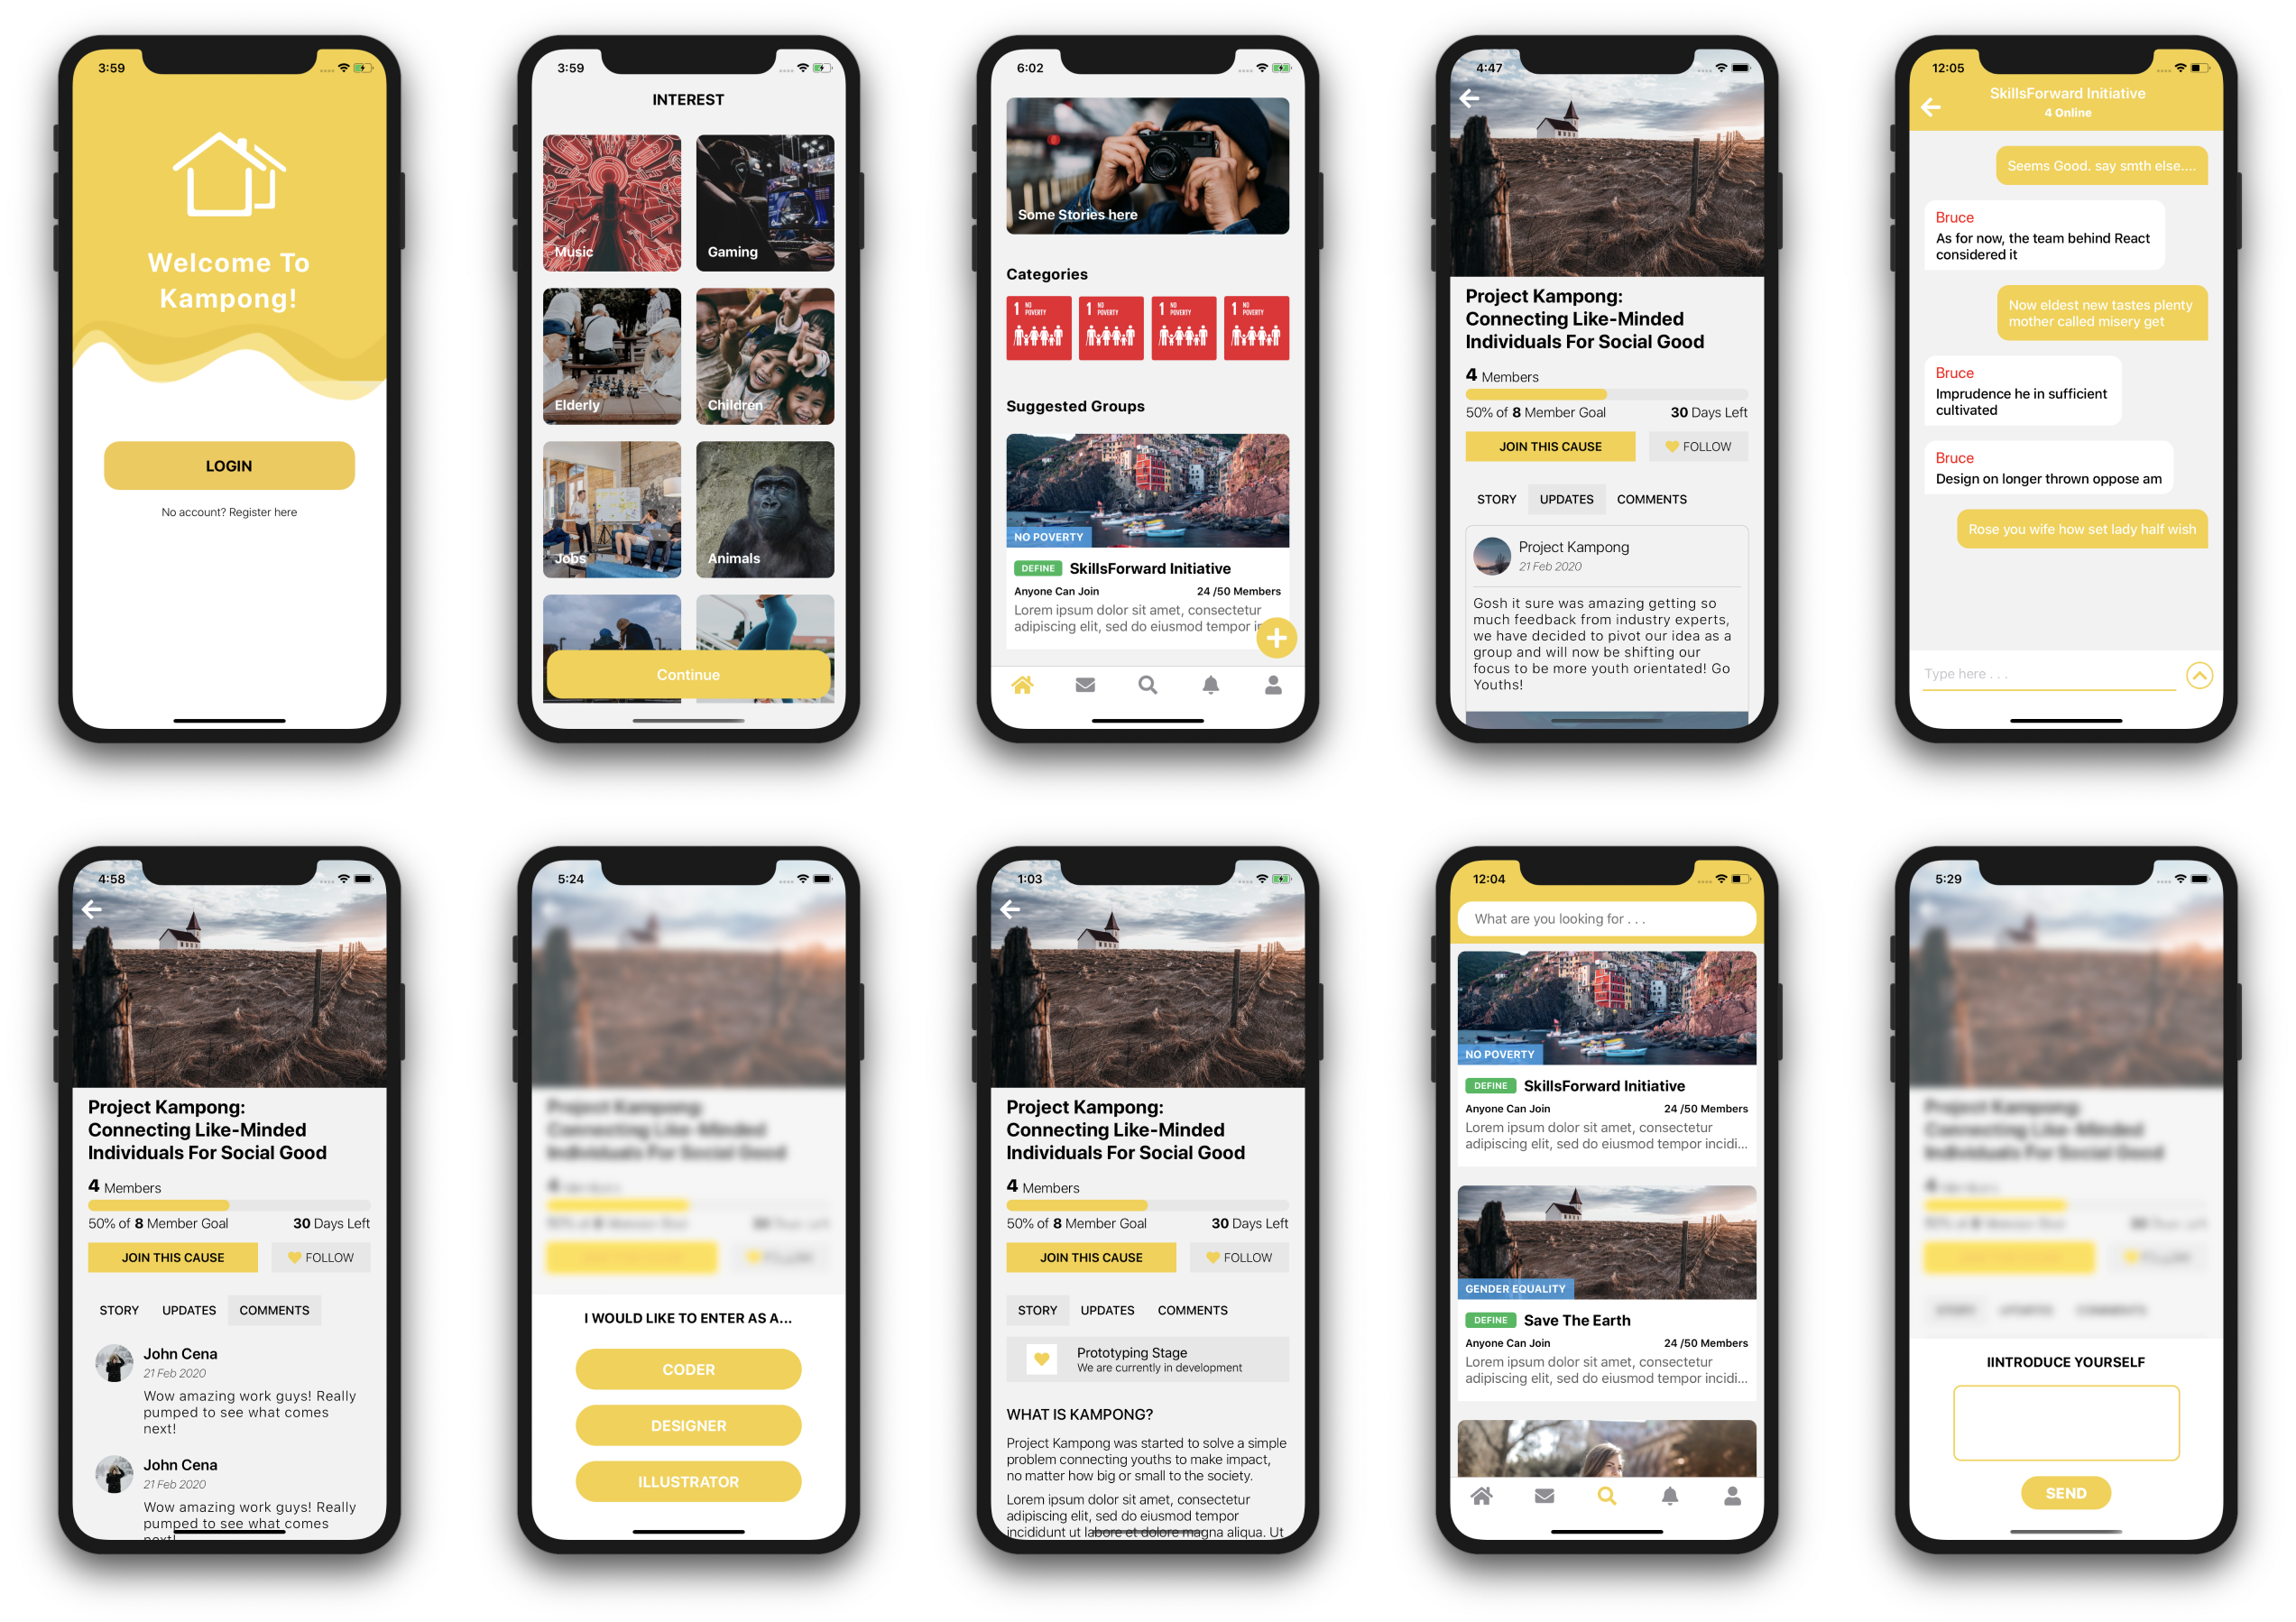 3:59
Welcome To
Kampong!
LOGIN
No account? Register here
3:59
INTEREST
Music
Gaming
Elderly
Children
Jobs
Animals
Continue
6:02
Some Stories here
Categories
1 NO POVERTY
1 NO POVERTY
1 NO POVERTY
1 NO POVERTY
Suggested Groups
NO POVERTY
DEFINE SkillsForward Initiative
Anyone Can Join 24 /50 Members
Lorem ipsum dolor sit amet, consectetur
adipiscing elit, sed do eiusmod tempor
4:47
Project Kampong:
Connecting Like-Minded
Individuals For Social Good
4 Members
50% of 8 Member Goal 30 Days Left
JOIN THIS CAUSE FOLLOW
STORY UPDATES COMMENTS
Project Kampong
21 Feb 2020
Gosh it sure was amazing getting so
much feedback from industry experts,
we have decided to pivot our idea as a
group and will now be shifting our
focus to be more youth orientated! Go
Youths!
12:05
SkillsForward Initiative
4 Online
Seems Good. say smth else....
Bruce
As for now, the team behind React
considered it
Now eldest new tastes plenty
mother called misery get
Bruce
Imprudence he in sufficient
cultivated
Bruce
Design on longer thrown oppose am
Rose you wife how set lady half wish
Type here . . .
4:58
Project Kampong:
Connecting Like-Minded
Individuals For Social Good
4 Members
50% of 8 Member Goal 30 Days Left
JOIN THIS CAUSE FOLLOW
STORY UPDATES COMMENTS
John Cena
21 Feb 2020
Wow amazing work guys! Really
pumped to see what comes
next!
John Cena
21 Feb 2020
Wow amazing work guys! Really
pumped to see what comes
next!
5:24
Project Kampong:
Connecting Like-Minded
Individuals For Social Good
I WOULD LIKE TO ENTER AS A...
CODER
DESIGNER
ILLUSTRATOR
1:03
Project Kampong:
Connecting Like-Minded
Individuals For Social Good
4 Members
50% of 8 Member Goal 30 Days Left
JOIN THIS CAUSE FOLLOW
STORY UPDATES COMMENTS
Prototyping Stage
We are currently in development
WHAT IS KAMPONG?
Project Kampong was started to solve a simple
problem connecting youths to make impact,
no matter how big or small to the society.
Lorem ipsum dolor sit amet, consectetur
adipiscing elit, sed do eiusmod tempor
incididunt ut labore et dolore magna aliqua. Ut
12:04
What are you looking for . . .
NO POVERTY
DEFINE SkillsForward Initiative
Anyone Can Join 24 /50 Members
Lorem ipsum dolor sit amet, consectetur
adipiscing elit, sed do eiusmod tempor incidi...
GENDER EQUALITY
DEFINE Save The Earth
Anyone Can Join 24 /50 Members
Lorem ipsum dolor sit amet, consectetur
adipiscing elit, sed do eiusmod tempor incidi...
5:29
Project Kampong:
Connecting Like-Minded
Individuals For Social Good
IINTRODUCE YOURSELF
SEND